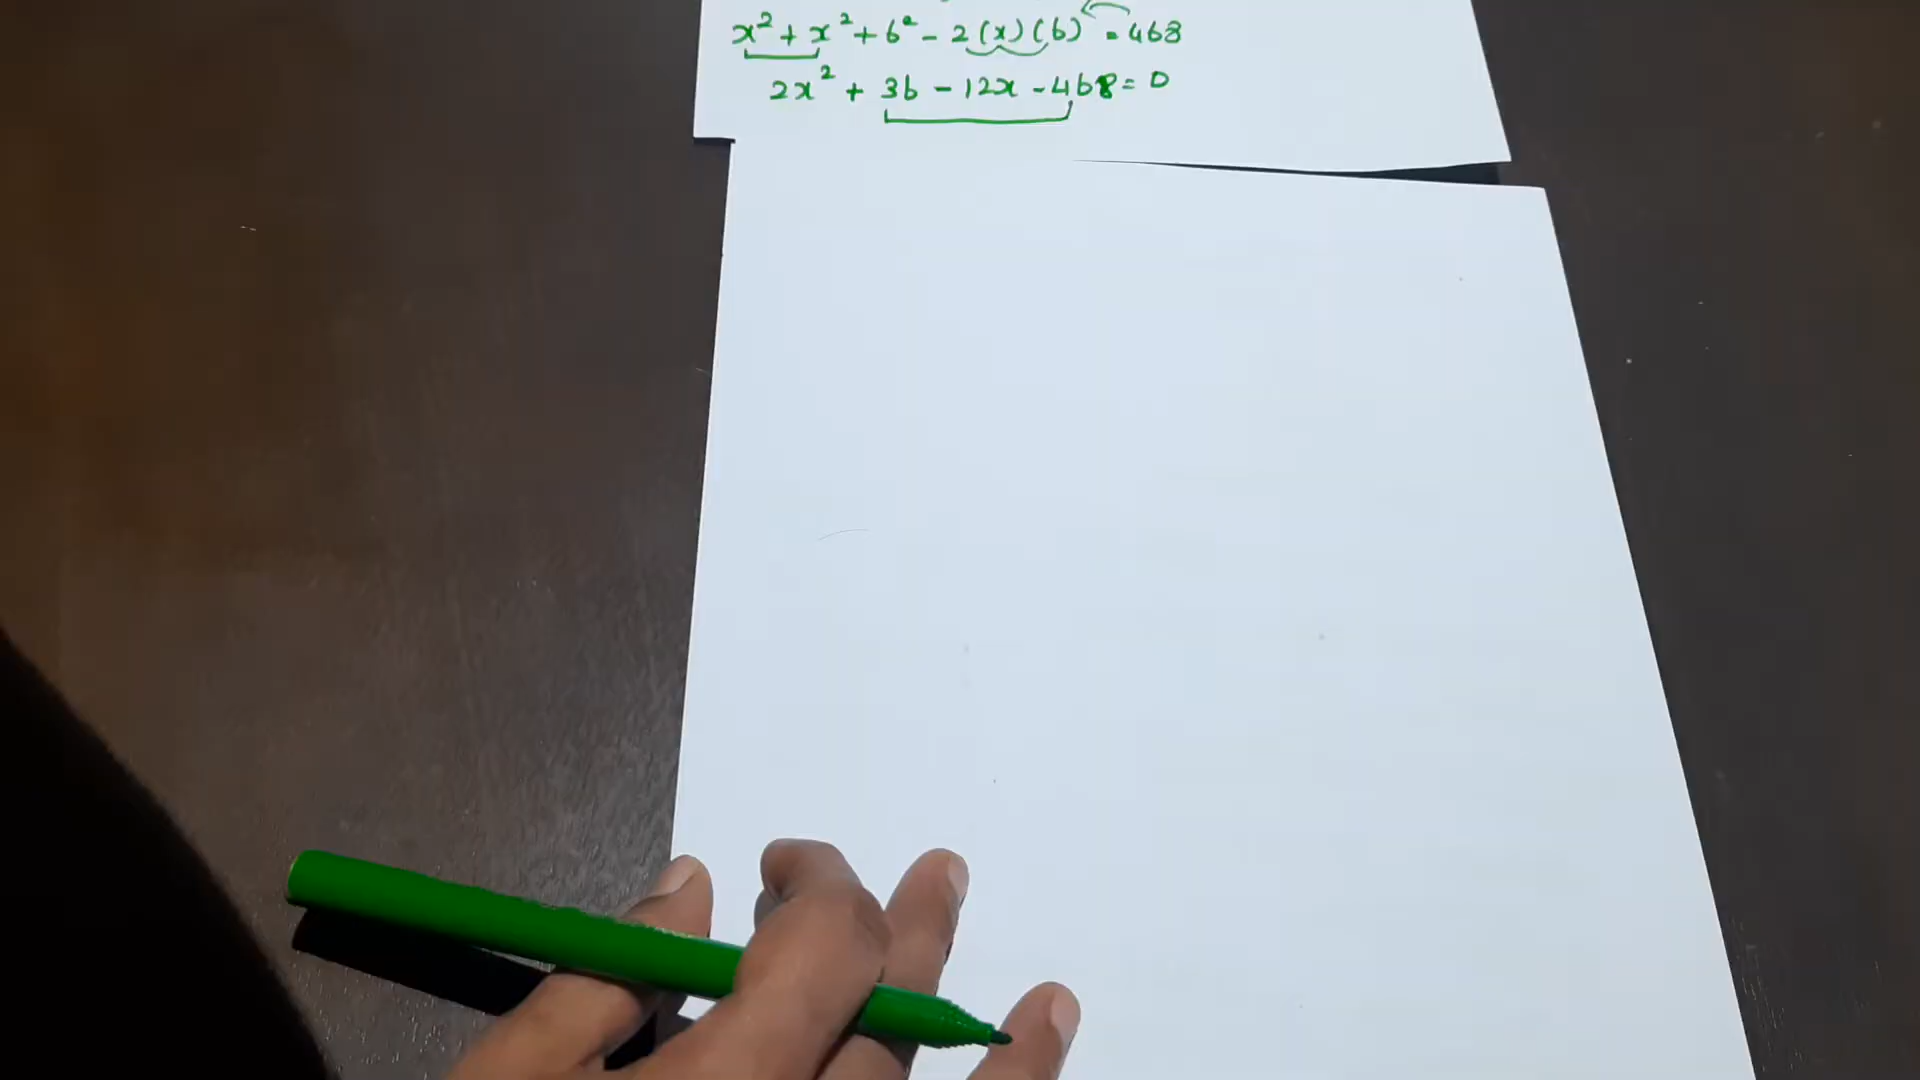 x² + x² + 6² - 2(x)(6) = 468
2x² + 36 - 12x - 468 = 0